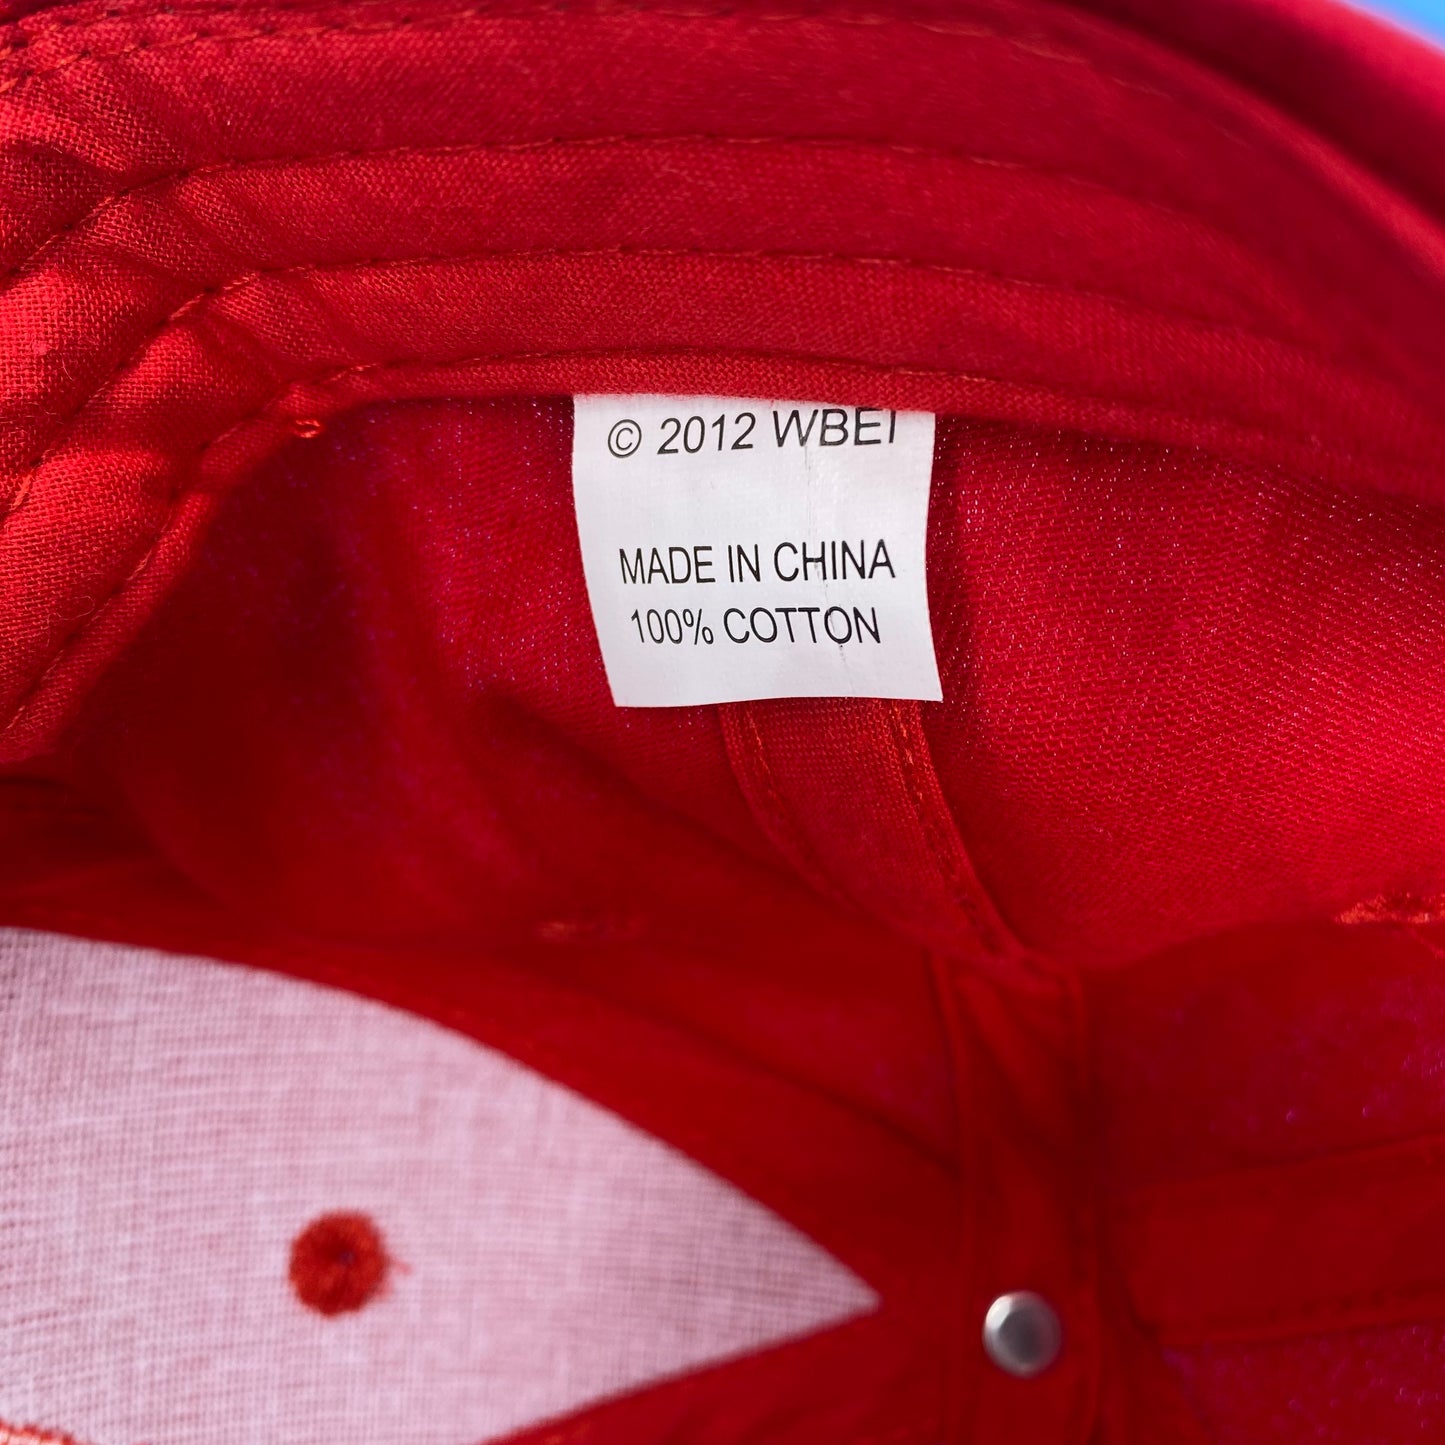 © 2012 WBEI
MADE IN CHINA
100% COTTON